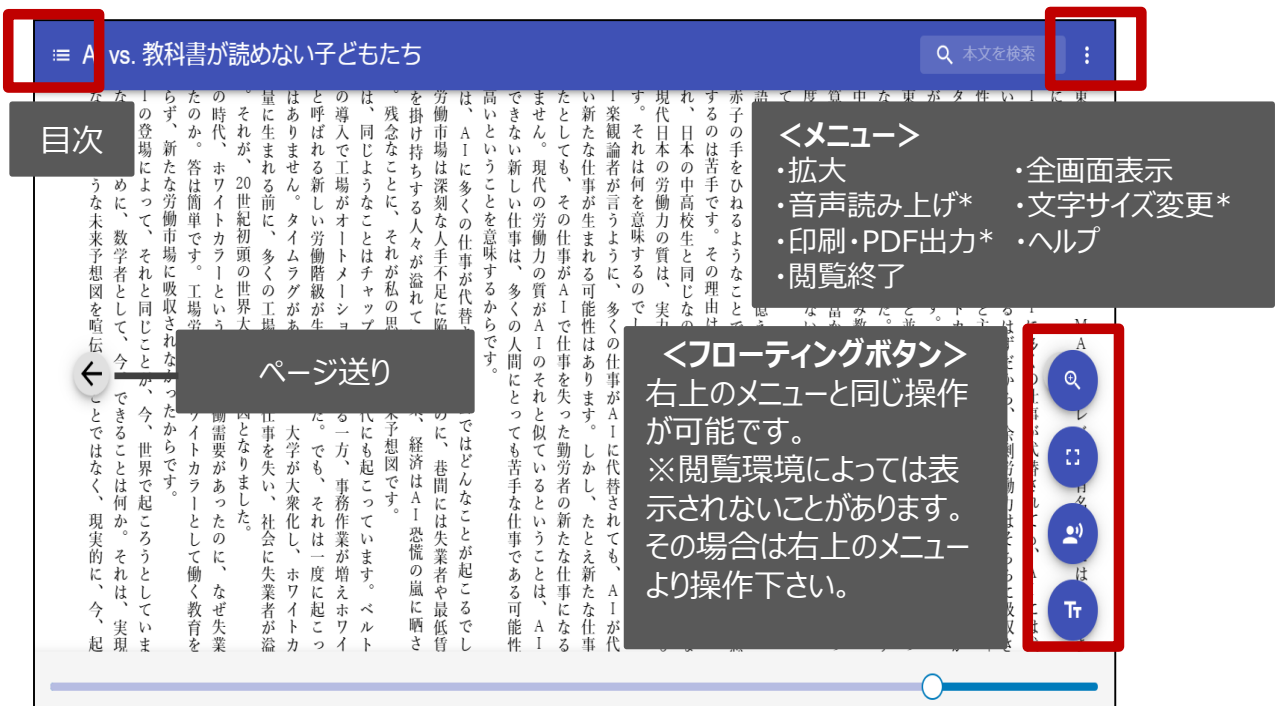 vs. 教科書が読めない子どもたち
本文を検索
目次
<メニュー>
・拡大
・全画面表示
・音声読み上げ*
・文字サイズ変更*
・印刷・PDF出力*
・ヘルプ
・閲覧終了
ページ送り
<フローティングボタン>
右上のメニューと同じ操作
が可能です。
※閲覧環境によっては表
示されないことがあります。
その場合は右上のメニュー
より操作下さい。
赤子の手をひねるようなことで
するのは苦手です。その理由は
れ、日本の中高校生と同じなの
現代日本の労働力の質は、実力
す。それは何を意味するのでし
I楽観論者が言うように、多くの仕事がAIに代替されても、AIが代
い新たな仕事が生まれる可能性はあります。しかし、たとえ新たな仕事
たとしても、その仕事がAIで仕事を失った勤労者の新たな仕事になる
ません。現代の労働力の質がAIのそれと似ているということは、AI
できない新しい仕事は、多くの人間にとっても苦手な仕事である可能性
高いということを意味するからです。
は、AIに多くの仕事が代替 ではどんなことが起こるでし
労働市場は深刻な人手不足に陥 のに、巷間には失業者や最低賃
を掛け持ちする人々が溢れて 、経済はAI恐慌の嵐に晒さ
。残念なことに、それが私の思 来予想図です。
は、同じようなことはチャップ 代にも起こっています。ベルト
の導入で工場がオートメーショ る一方、事務作業が増えホワイ
と呼ばれる新しい労働階級が生 た。でも、それは一度に起こっ
はありません。タイムラグがあ 大学が大衆化し、ホワイトカ
量に生まれる前に、多くの工場 仕事を失い、社会に失業者が溢
。それが、20世紀初頭の世界大 因となりました。
の時代、ホワイトカラーという 働需要があったのに、なぜ失業
たのか。答は簡単です。工場労 イトカラーとして働く教育を
らず、新たな労働市場に吸収されな ったからです。
Iの登場によって、それと同じことが、今、世界で起ころうとしていま
な めに、数学者として、今 できることは何か。それは、実現
な うな未来予想図を喧伝 ことではなく、現実的に、今、起